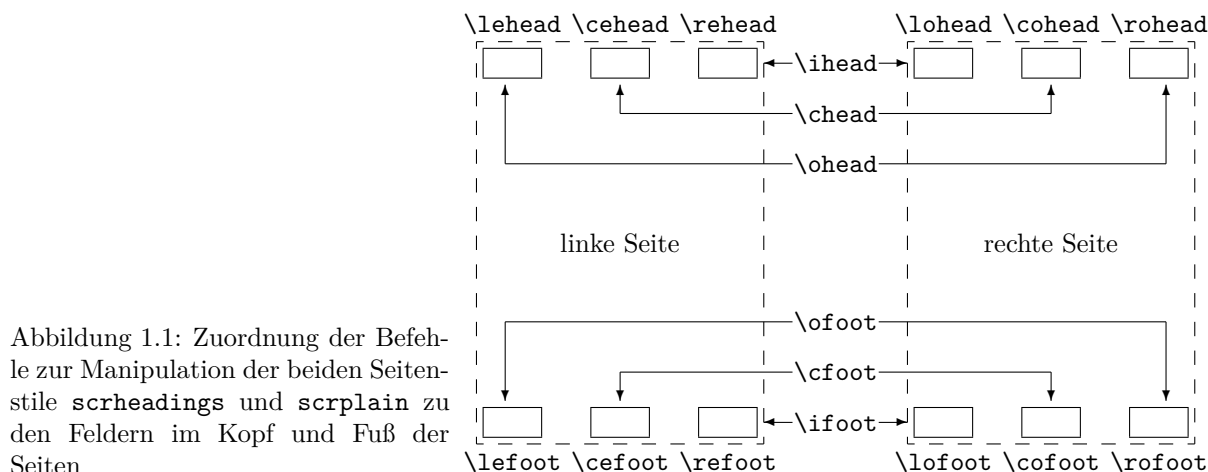 \lehead \cehead \rehead \lohead \cohead \rohead
\ihead
\chead
\ohead
linke Seite rechte Seite
\ofoot
\cfoot
\ifoot
\lefoot \cefoot \refoot \lofoot \cofoot \rofoot
Abbildung 1.1: Zuordnung der Befeh-
le zur Manipulation der beiden Seiten-
stile scrheadings und scrplain zu
den Feldern im Kopf und Fuß der
Seiten